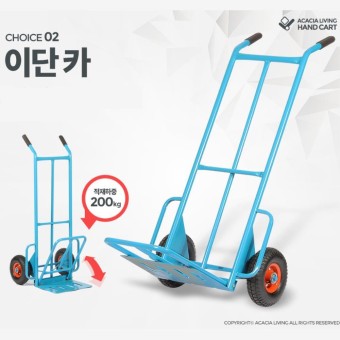 ACACIA LIVING
HAND CART
CHOICE 02
이단 카
적재하중
200kg
COPYRIGHT© ACACIA LIVING ALL RIGHTS RESERVED